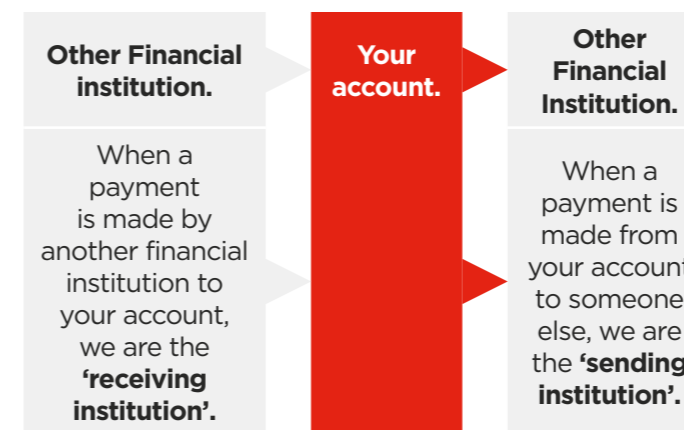 Other Financial
institution.
When a
payment
is made by
another financial
institution to
your account,
we are the
‘receiving
institution’.
Your
account.
Other
Financial
Institution.
When a
payment is
made from
your account
to someone
else, we are
the ‘sending
institution’.